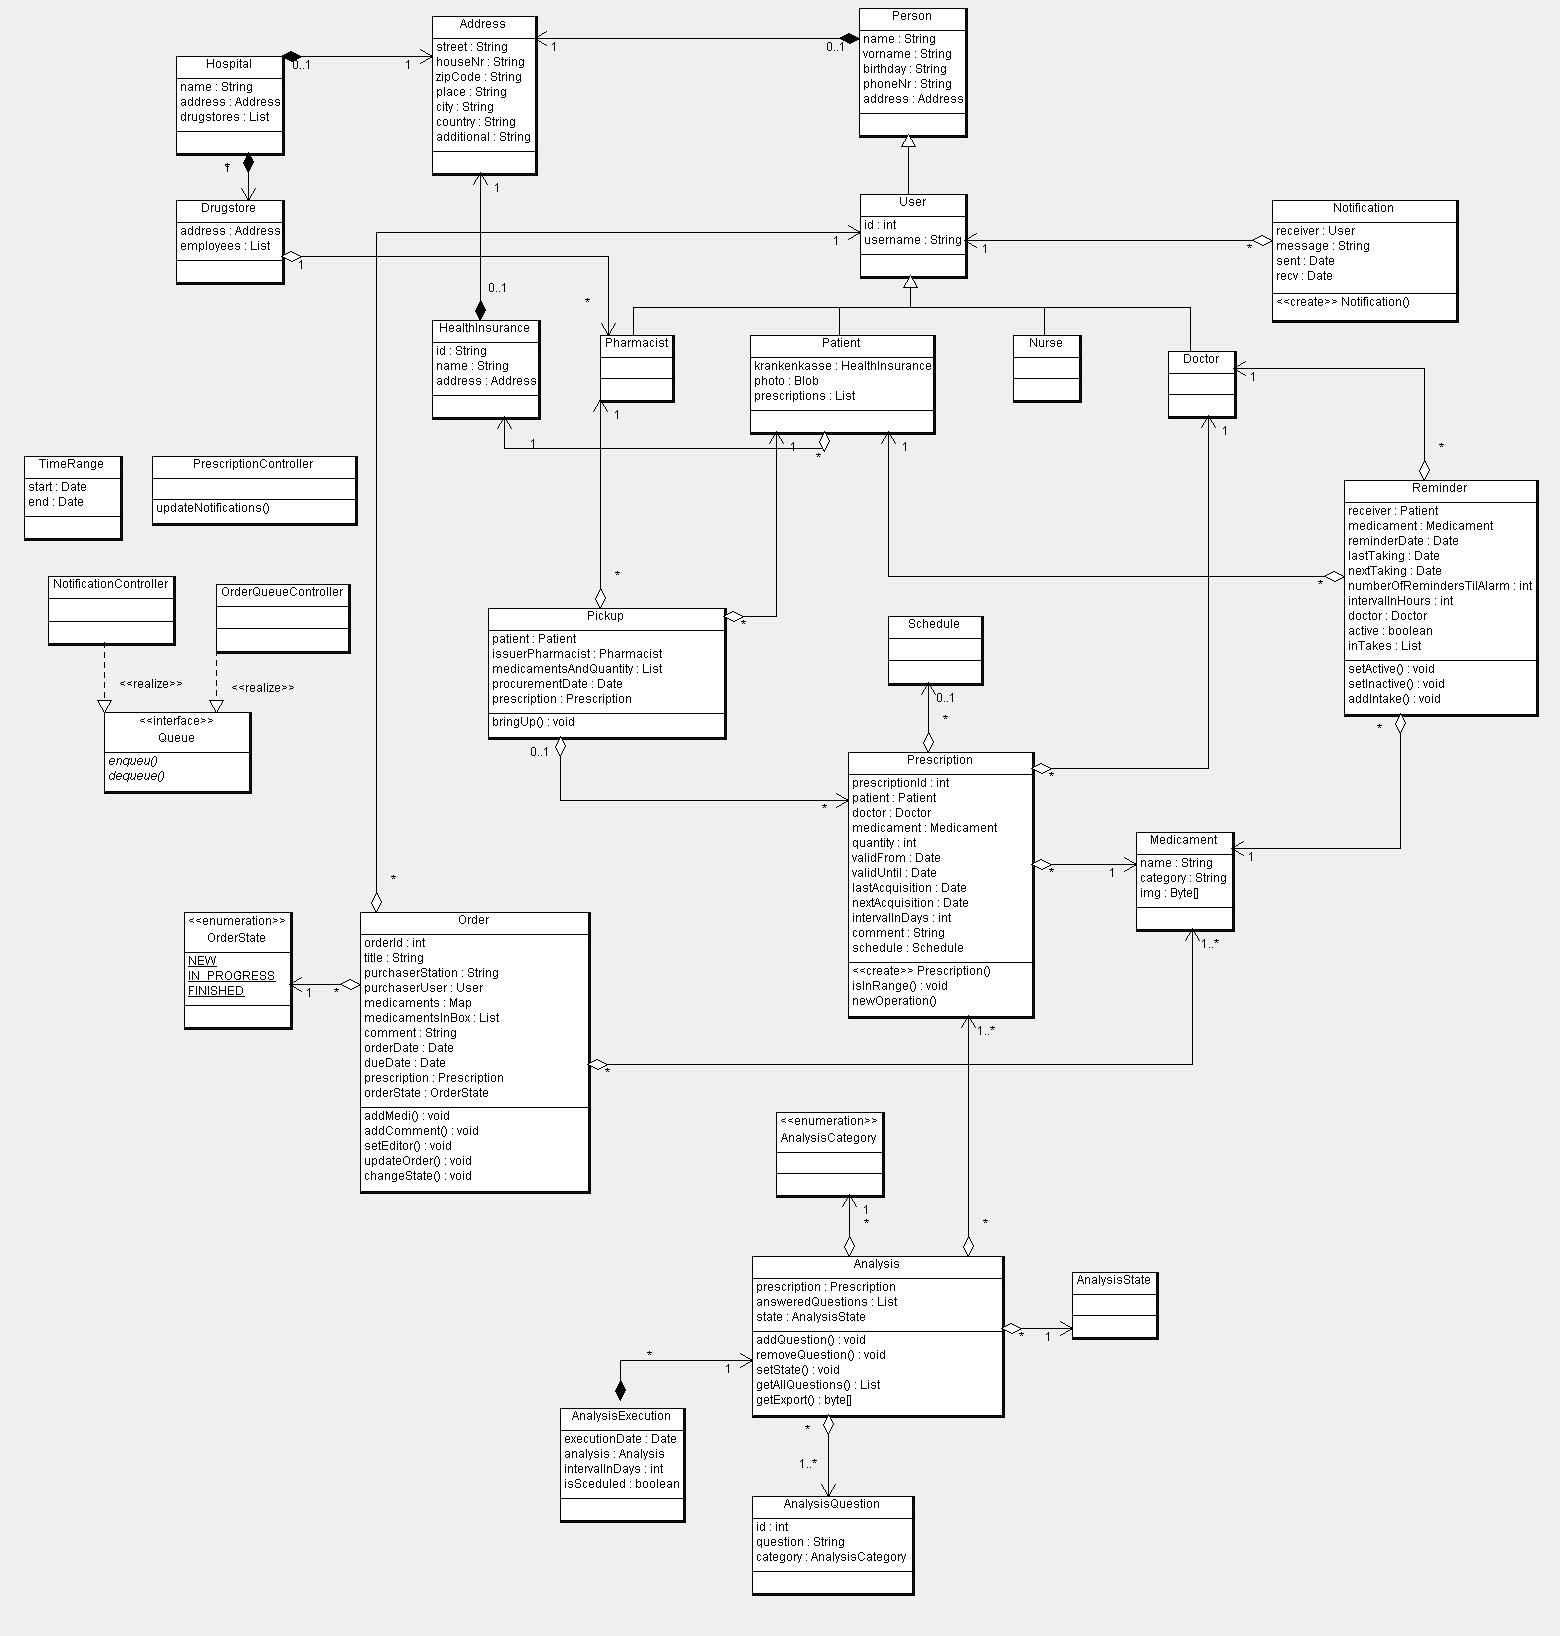 Address
street : String
houseNr : String
zipCode : String
place : String
city : String
country : String
additional : String
Person
name : String
vorname : String
birthday : String
phoneNr : String
address : Address
1
0..1
Hospital
name : String
address : Address
drugstores : List
0..1
1
*
Drugstore
address : Address
employees : List
1
*
1
0..1
User
id : int
username : String
1
1
*
Notification
receiver : User
message : String
sent : Date
recv : Date
<<create>> Notification()
HealthInsurance
id : String
name : String
address : Address
Pharmacist
Patient
krankenkasse : HealthInsurance
photo : Blob
prescriptions : List
Nurse
Doctor
1
1
1
*
1
1
1
*
TimeRange
start : Date
end : Date
PrescriptionController
updateNotifications()
Reminder
receiver : Patient
medicament : Medicament
reminderDate : Date
lastTaking : Date
nextTaking : Date
numberOfRemindersTilAlarm : int
intervalInHours : int
doctor : Doctor
active : boolean
inTakes : List
setActive() : void
setInactive() : void
addIntake() : void
*
*
NotificationController
OrderQueueController
<<realize>>
<<realize>>
<<interface>>
Queue
enqueu()
dequeue()
*
Pickup
patient : Patient
issuerPharmacist : Pharmacist
medicamentsAndQuantity : List
procurementDate : Date
prescription : Prescription
bringUp() : void
*
0..1
*
Schedule
0..1
*
Prescription
prescriptionId : int
patient : Patient
doctor : Doctor
medicament : Medicament
quantity : int
validFrom : Date
validUntil : Date
lastAcquisition : Date
nextAcquisition : Date
intervalInDays : int
comment : String
schedule : Schedule
<<create>> Prescription()
isInRange() : void
newOperation()
*
*
1
1
Medicament
name : String
category : String
img : Byte[]
1..*
1..*
<<enumeration>>
OrderState
NEW
IN_PROGRESS
FINISHED
1
*
*
Order
orderId : int
title : String
purchaserStation : String
purchaserUser : User
medicaments : Map
medicamentsInBox : List
comment : String
orderDate : Date
dueDate : Date
prescription : Prescription
orderState : OrderState
addMedi() : void
addComment() : void
setEditor() : void
updateOrder() : void
changeState() : void
*
<<enumeration>>
AnalysisCategory
1
*
*
Analysis
prescription : Prescription
answeredQuestions : List
state : AnalysisState
addQuestion() : void
removeQuestion() : void
setState() : void
getAllQuestions() : List
getExport() : byte[]
*
1
AnalysisState
*
1
AnalysisExecution
executionDate : Date
analysis : Analysis
intervalInDays : int
isSceduled : boolean
*
1..*
AnalysisQuestion
id : int
question : String
category : AnalysisCategory